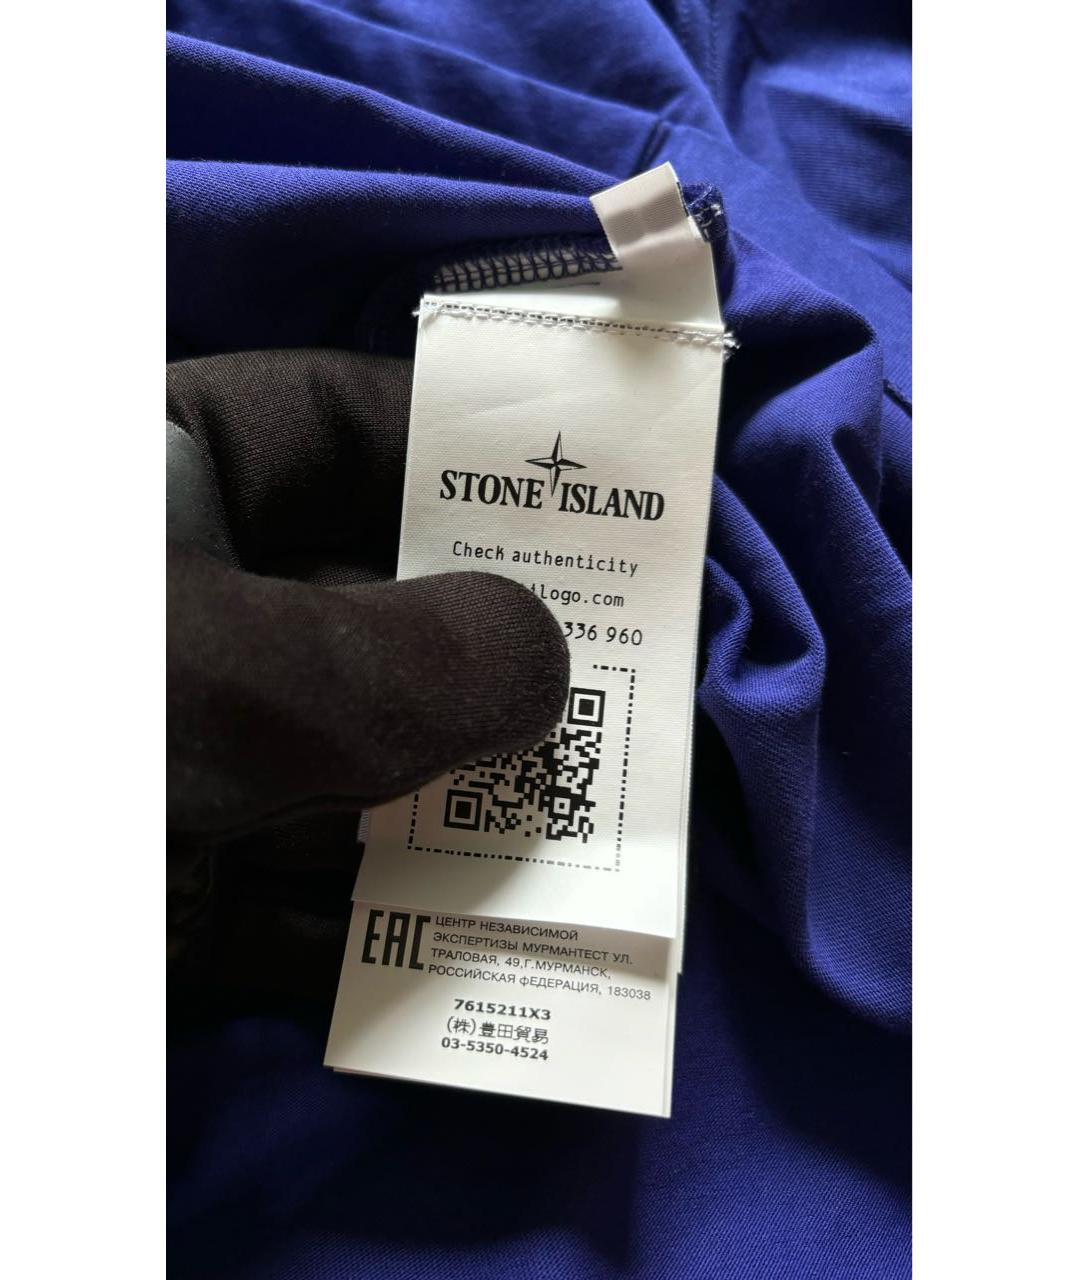 STONE ISLAND
Check authenticity
ilogo.com
336 960
EAC
ЦЕНТР НЕЗАВИСИМОЙ
ЭКСПЕРТИЗЫ МУРМАНТЕСТ УЛ.
ТРАЛОВАЯ, 49,Г.МУРМАНСК,
РОССИЙСКАЯ ФЕДЕРАЦИЯ, 183038
7615211X3
(株)豊田貿易
03-5350-4524